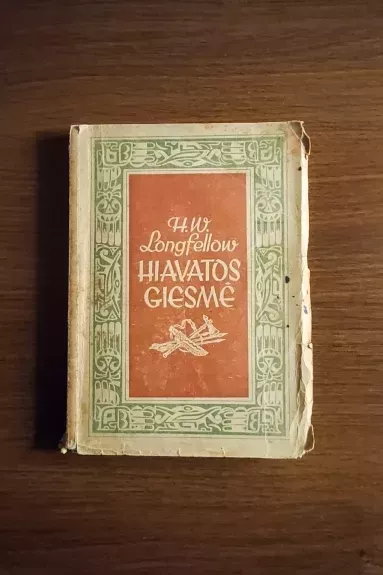 H.W.
Longfellow
HIAVATOS
GIESMĖ